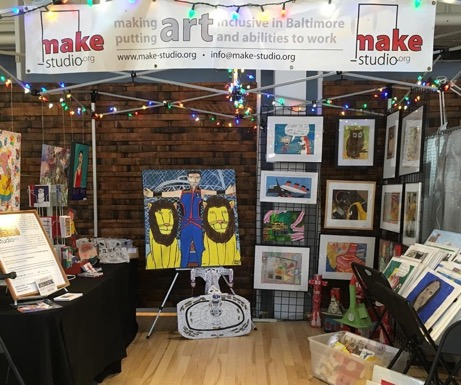 make
-studio.org
making art inclusive in Baltimore
putting and abilities to work
www.make-studio.org • info@make-studio.org
make
-studio.org
studio